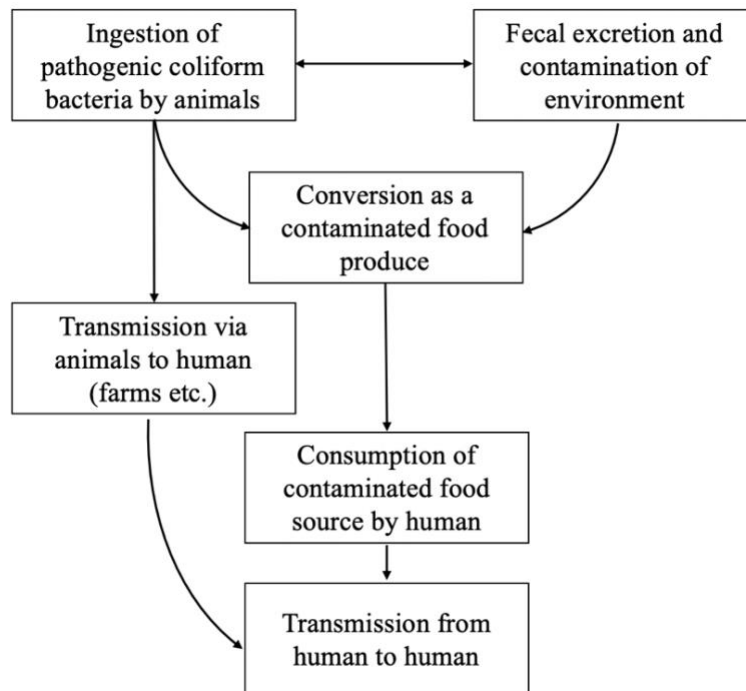 Ingestion of
pathogenic coliform
bacteria by animals
Fecal excretion and
contamination of
environment
Conversion as a
contaminated food
produce
Transmission via
animals to human
(farms etc.)
Consumption of
contaminated food
source by human
Transmission from
human to human